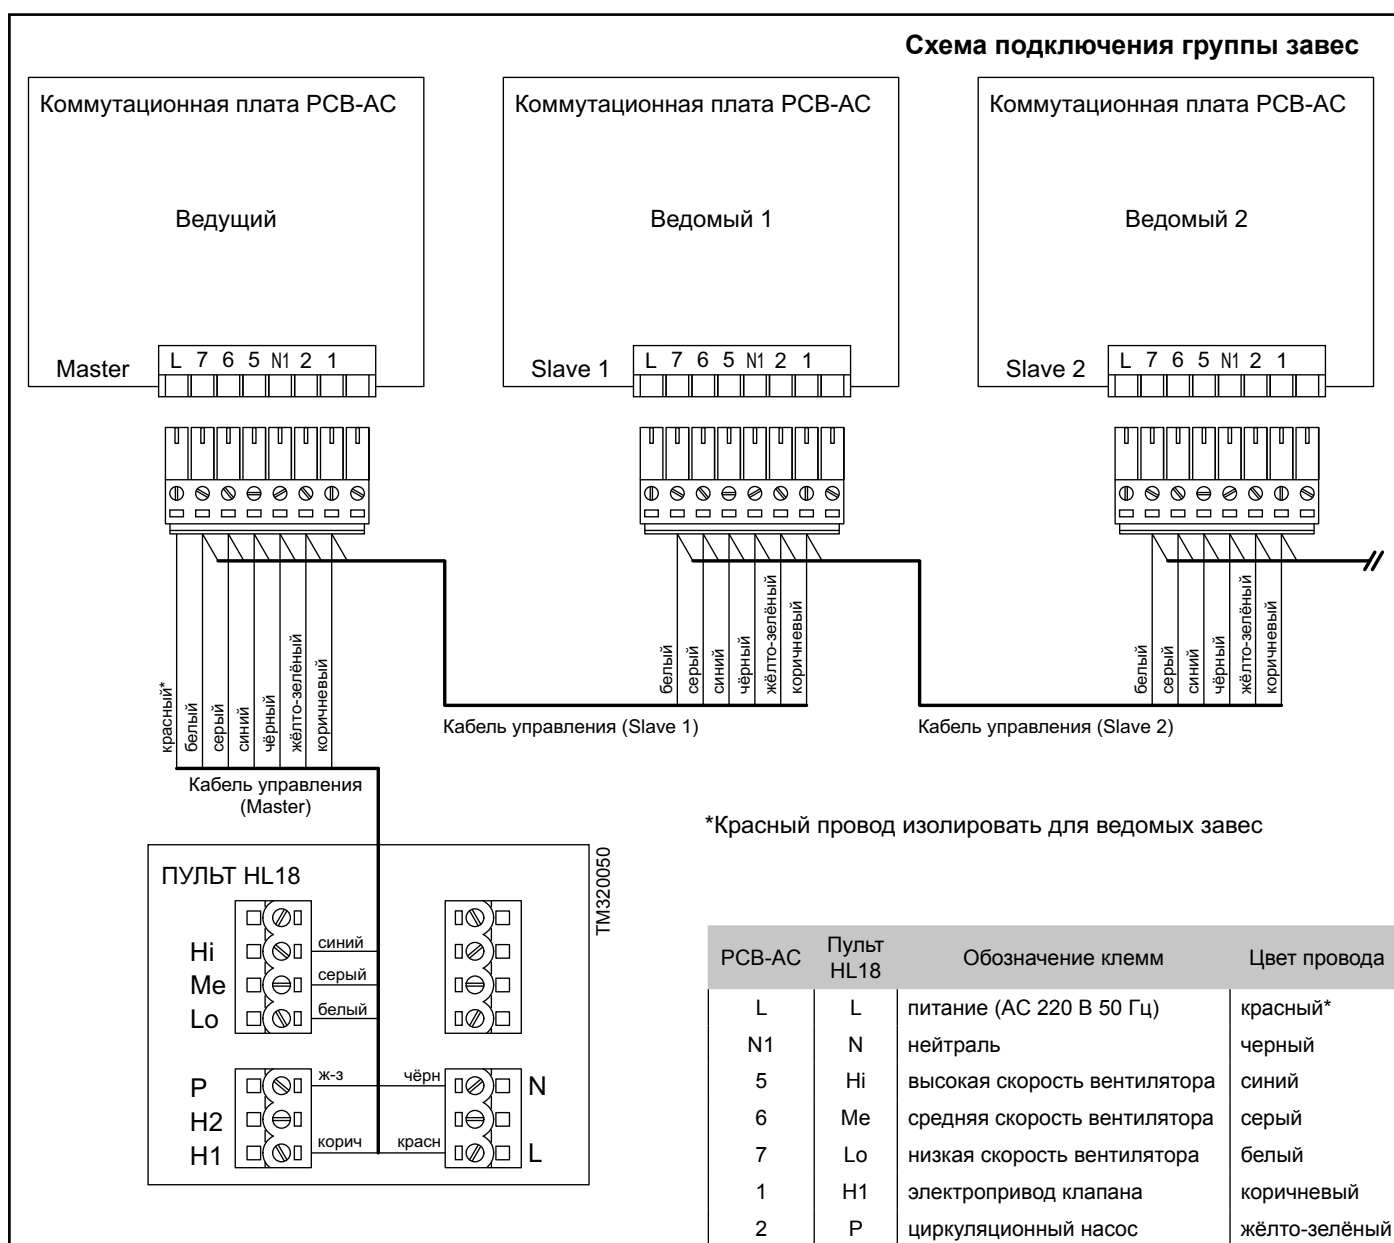 Схема подключения группы завес
Коммутационная плата PCB-AC
Ведущий
Master
L 7 6 5 N1 2 1
Коммутационная плата PCB-AC
Ведомый 1
Slave 1
L 7 6 5 N1 2 1
Коммутационная плата PCB-AC
Ведомый 2
Slave 2
L 7 6 5 N1 2 1
красный*
белый
серый
синий
чёрный
жёлто-зелёный
коричневый
Кабель управления
(Master)
белый
серый
синий
чёрный
жёлто-зелёный
коричневый
Кабель управления (Slave 1)
белый
серый
синий
чёрный
жёлто-зелёный
коричневый
Кабель управления (Slave 2)
*Красный провод изолировать для ведомых завес
ПУЛЬТ HL18
TM320050
Hi синий
Me серый
Lo белый
P ж-з чёрн N
H2
H1 корич красн L
PCB-AC Пульт HL18 Обозначение клемм Цвет провода
L L питание (AC 220 В 50 Гц) красный*
N1 N нейтраль черный
5 Hi высокая скорость вентилятора синий
6 Me средняя скорость вентилятора серый
7 Lo низкая скорость вентилятора белый
1 H1 электропривод клапана коричневый
2 P циркуляционный насос жёлто-зелёный